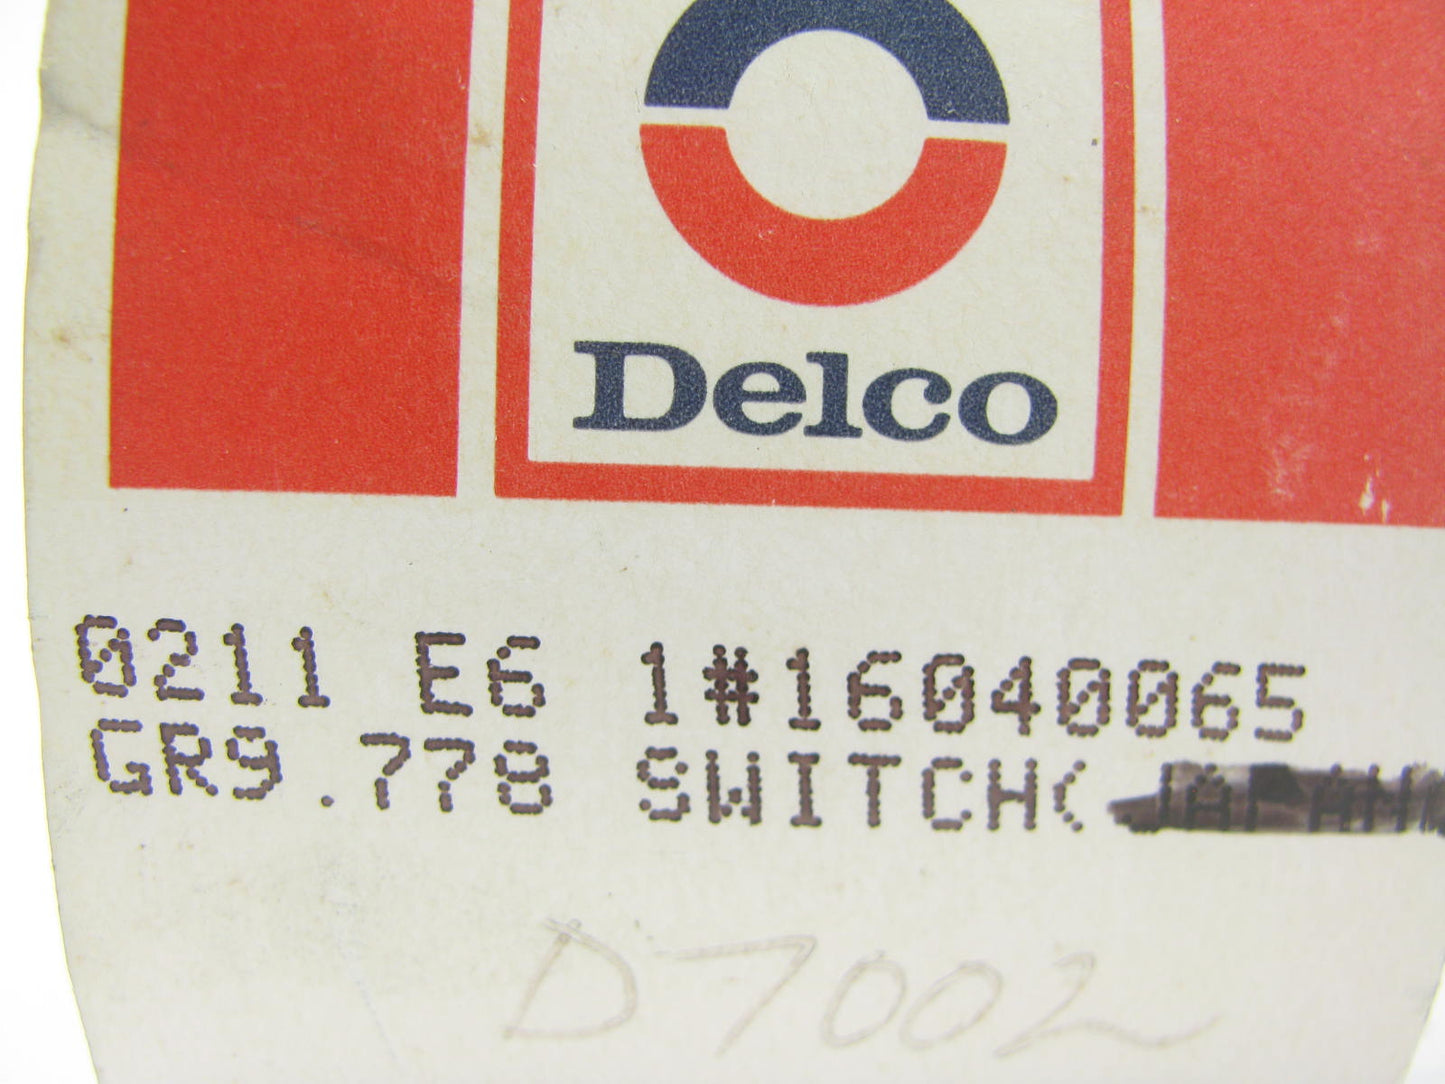 Delco
0211 E6 1#16040065
GR9.778 SWITCH(
D7002